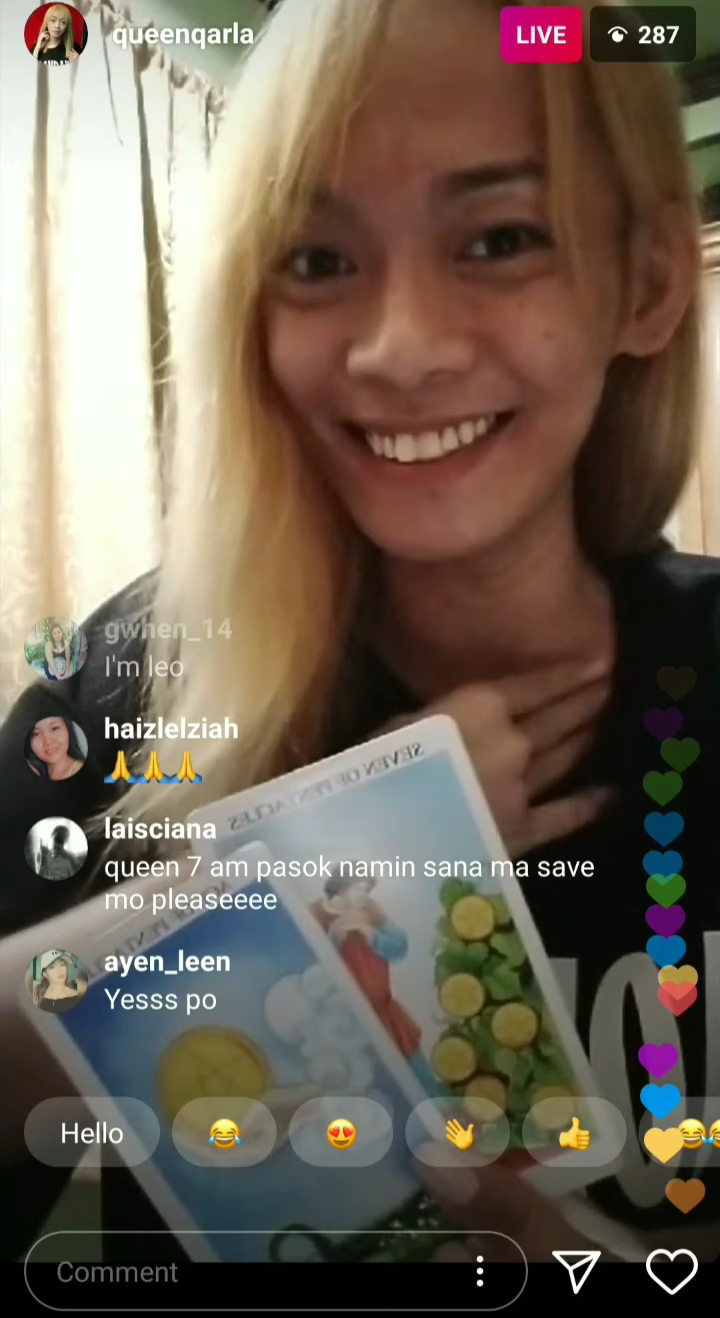 queenqarla
LIVE
287
gwhen_14
I'm leo
haizlelziah
🙏🙏🙏
laisciana
queen 7 am pasok namin sana ma save
mo pleaseeee
SEVEN OF PENTACLES
ayen_leen
Yesss po
Hello
Comment